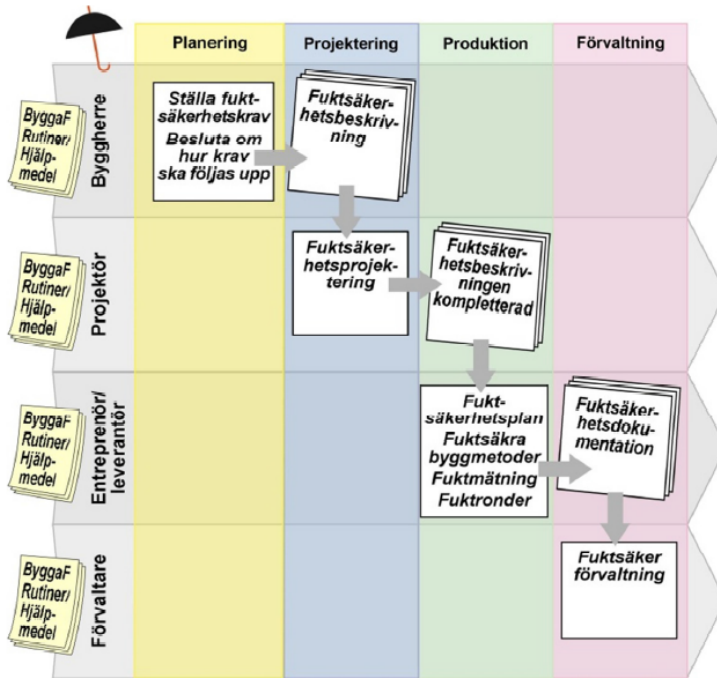 Planering
Projektering
Produktion
Förvaltning
ByggaF
Rutiner/
Hjälp-
medel
Byggherre
Ställa fukt-
säkerhetskrav
Besluta om
hur krav
ska följas upp
Fuktsäker-
hetsbeskriv-
ning
ByggaF
Rutiner/
Hjälp-
medel
Projektör
Fuktsäker-
hetsprojek-
tering
Fuktsäker-
hetsbeskriv-
ningen
kompletterad
ByggaF
Rutiner/
Hjälp-
medel
Entreprenör/
leverantör
Fukt-
säkerhetsplan
Fuktsäkra
byggmetoder
Fuktmätning
Fuktronder
Fuktsäker-
hetsdoku-
mentation
ByggaF
Rutiner/
Hjälp-
medel
Förvaltare
Fuktsäker
förvaltning